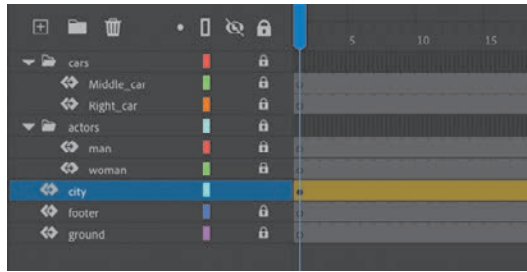 5 10 15
cars
Middle_car
Right_car
actors
man
woman
city
footer
ground